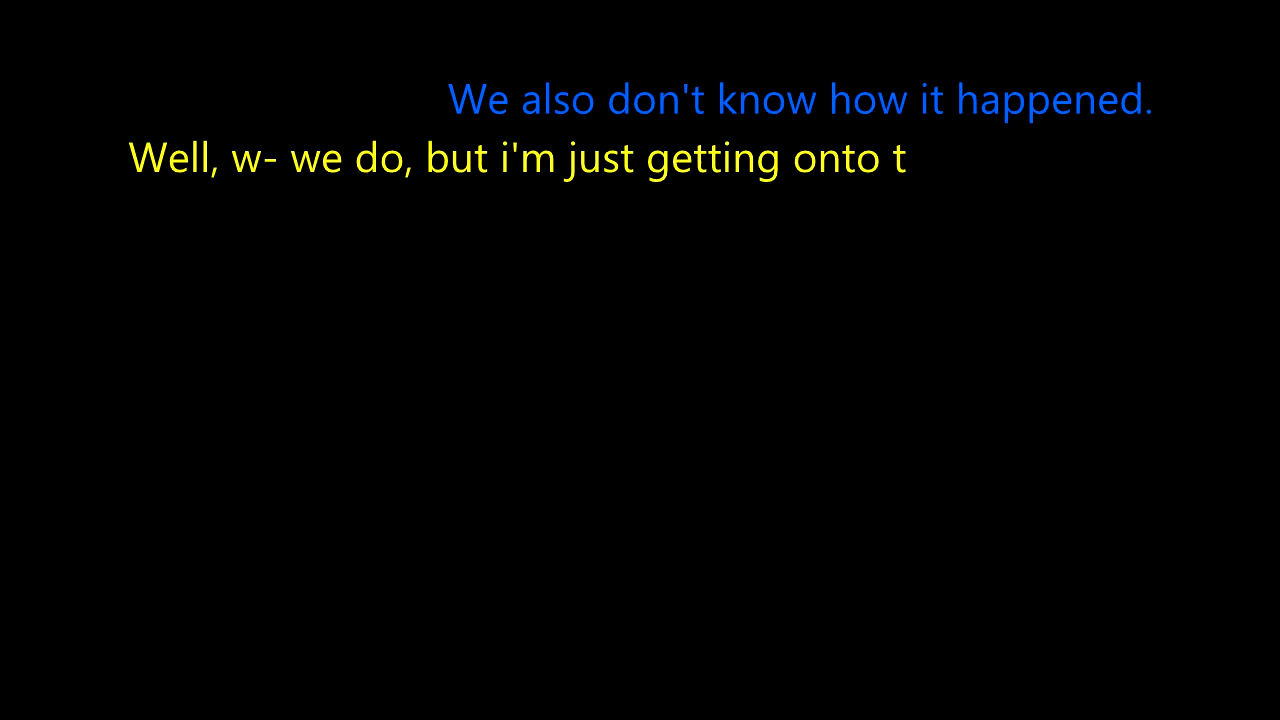 We also don't know how it happened.
Well, w- we do, but i'm just getting onto t